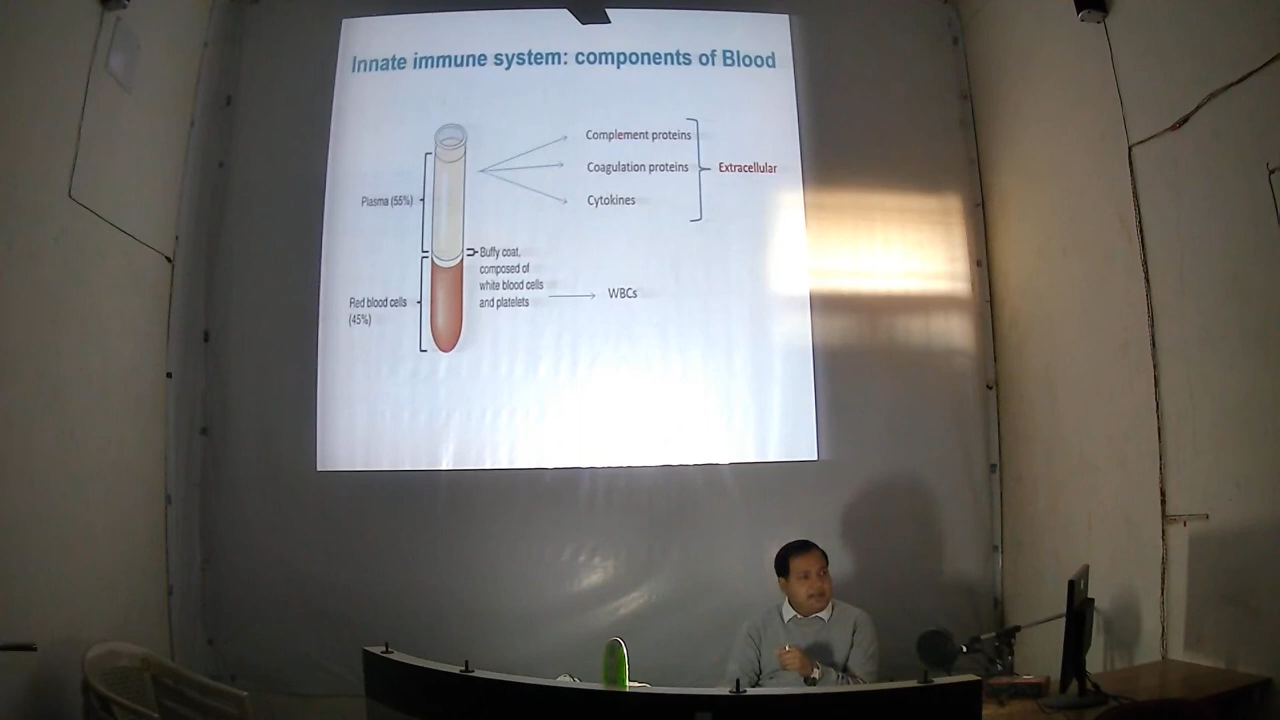 Innate immune system: components of Blood
Complement proteins
Coagulation proteins
Extracellular
Plasma (55%)
Cytokines
Buffy coat,
composed of
white blood cells
and platelets
WBCs
Red blood cells
(45%)